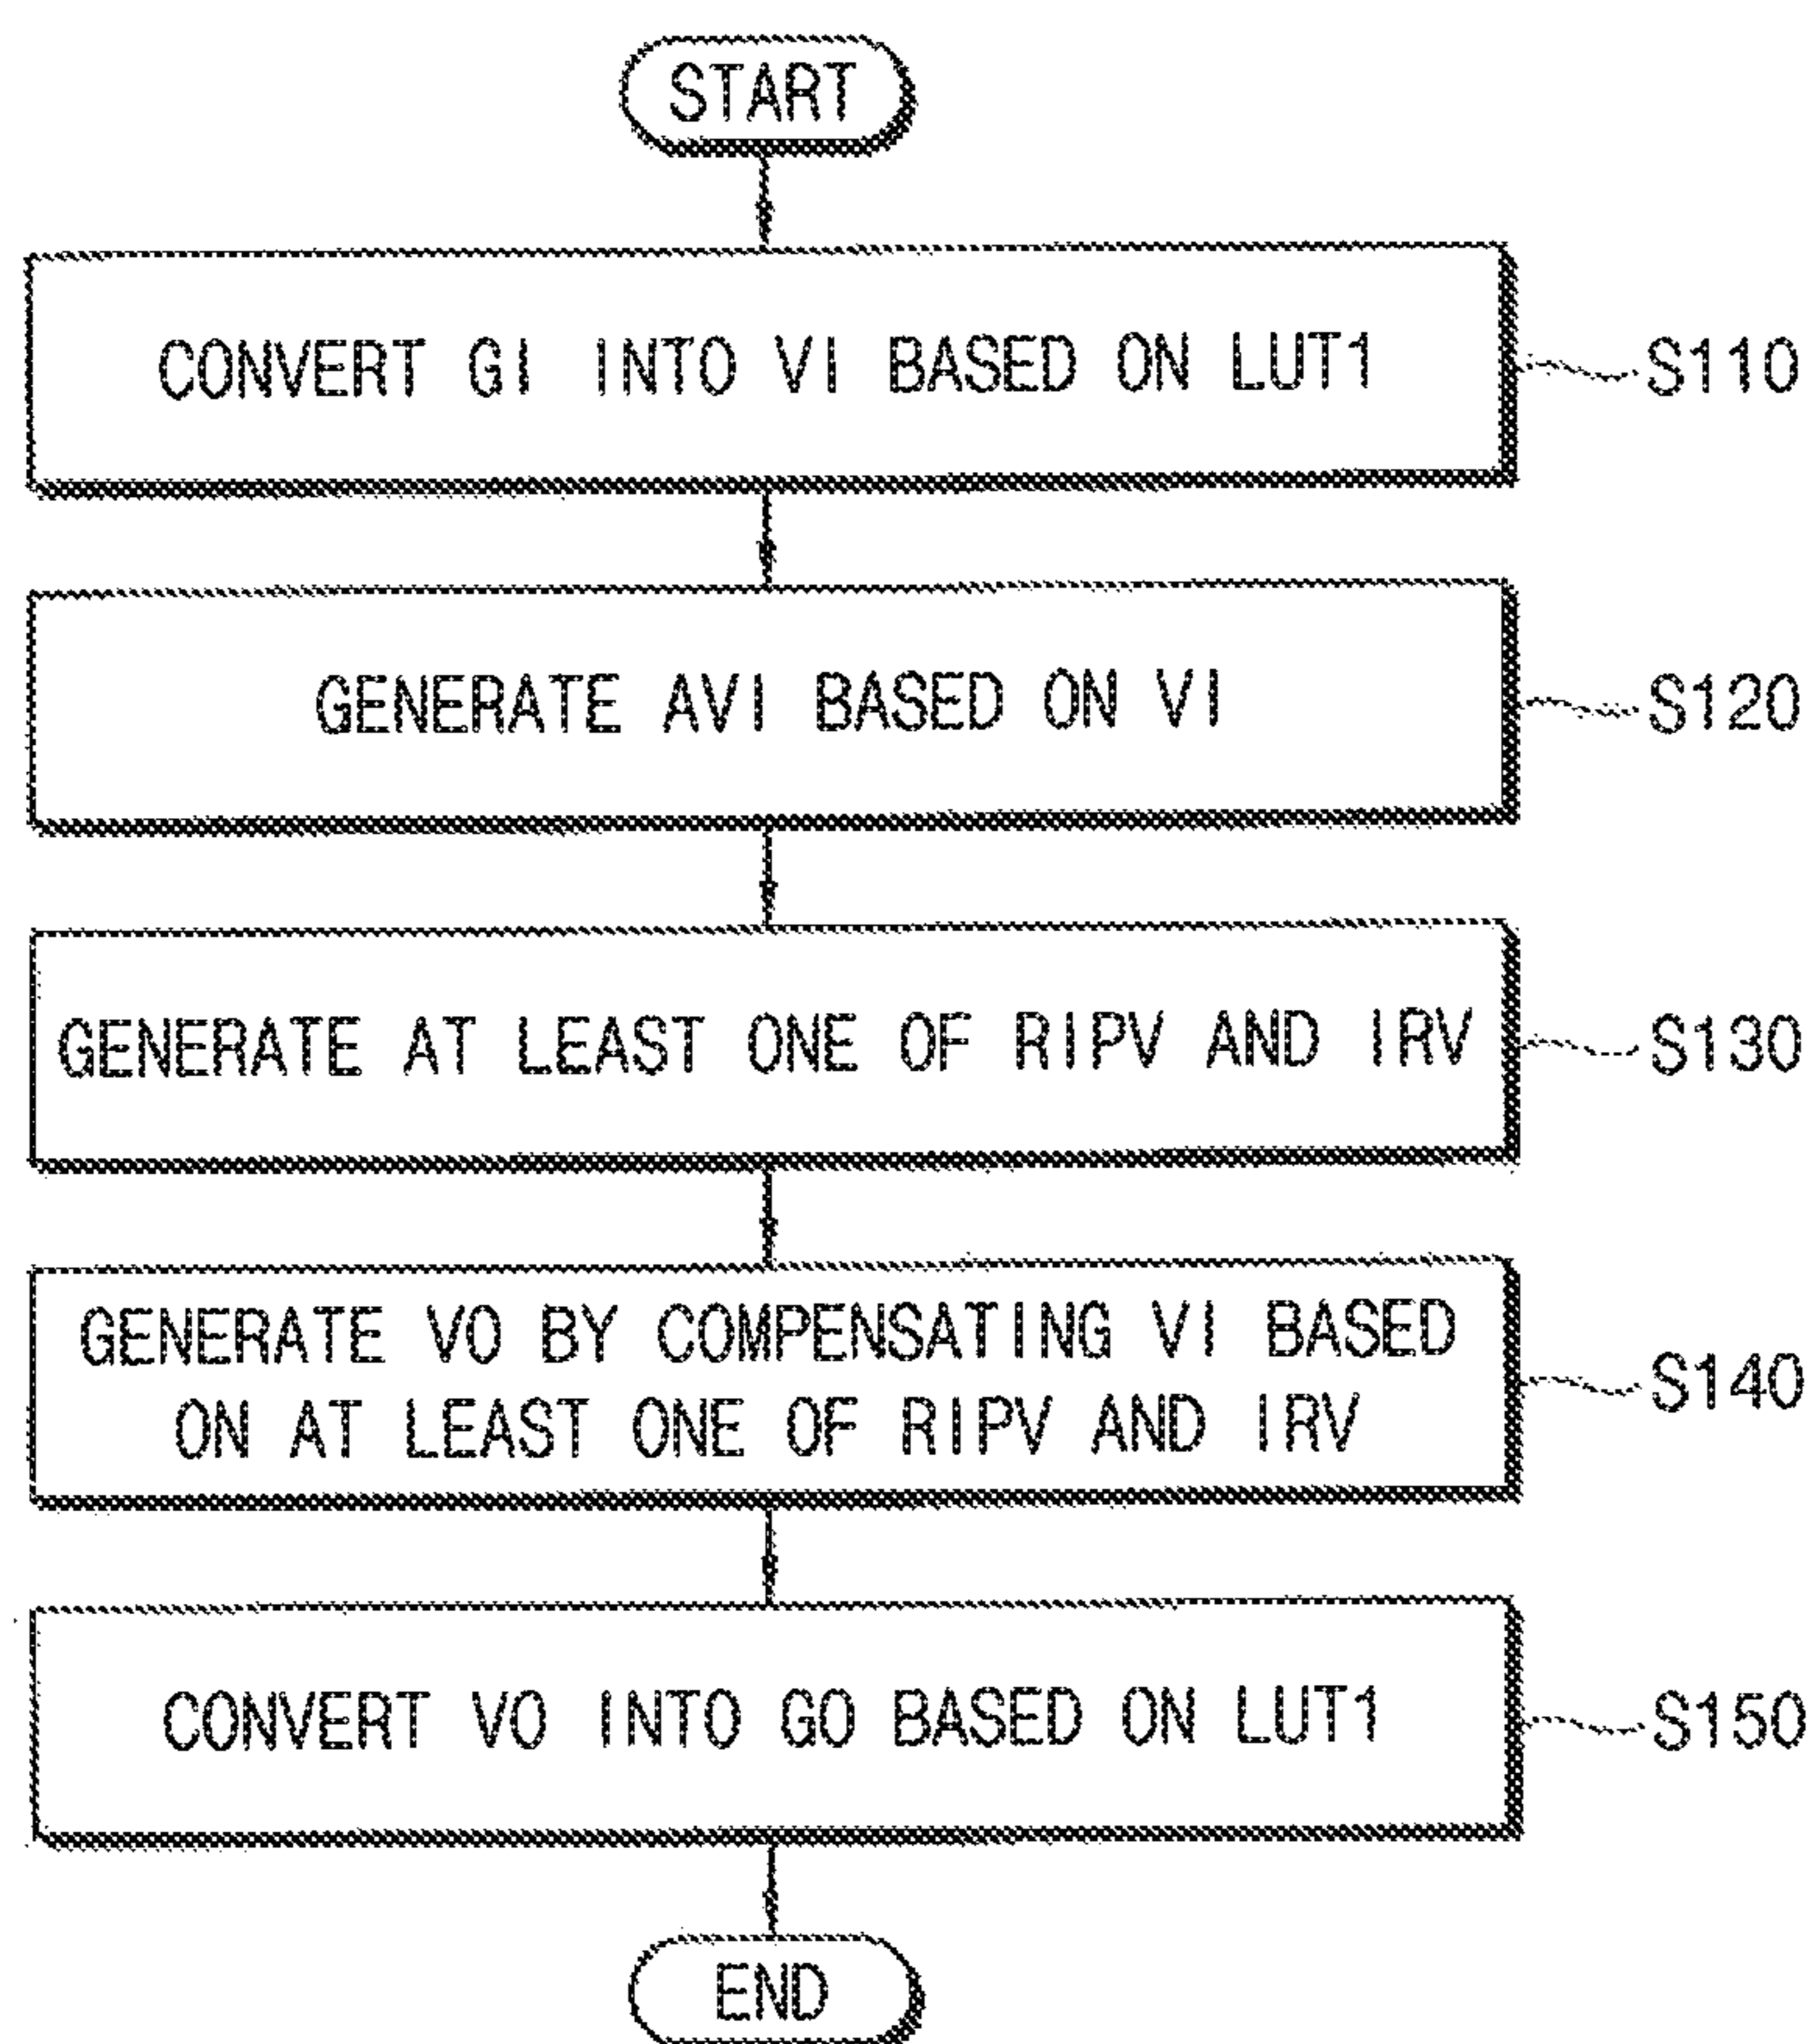 START
CONVERT GI INTO VI BASED ON LUT1
S110
GENERATE AVI BASED ON VI
S120
GENERATE AT LEAST ONE OF RIPV AND IRV
S130
GENERATE VO BY COMPENSATING VI BASED
ON AT LEAST ONE OF RIPV AND IRV
S140
CONVERT VO INTO GO BASED ON LUT1
S150
END